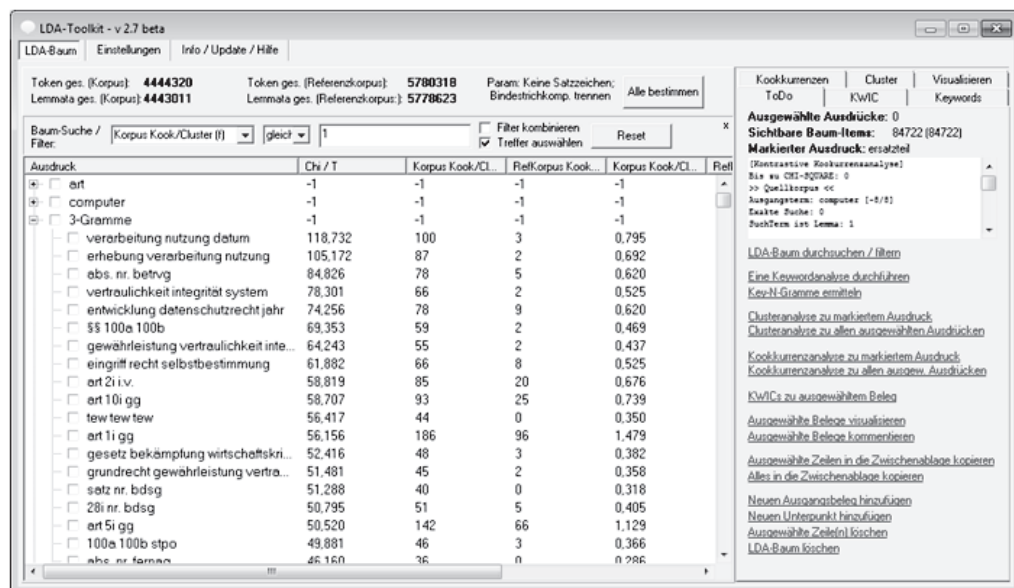 LDA-Toolkit - v 2.7 beta
LDA-Baum Einstellungen Info / Update / Hilfe
Token ges. (Korpus): 4444320 Token ges. (Referenzkorpus): 5780318 Param: Keine Satzzeichen;
Lemmata ges. (Korpus): 4443011 Lemmata ges. (Referenzkorpus:): 5778623 Bindestrichkomp. trennen
Alle bestimmen
Baum-Suche / Filter: Korpus Kook/Cluster (f) gleich 1 Filter kombinieren
Treffer auswählen Reset x
Ausdruck Chi / T Korpus Kook/Cl... RefKorpus Kook... Korpus Kook/Cl... Refl
art -1 -1 -1 -1
computer -1 -1 -1 -1
3-Gramme -1 -1 -1 -1
verarbeitung nutzung datum 118,732 100 3 0,795
erhebung verarbeitung nutzung 105,172 87 2 0,692
abs. nr. betrvg 84,826 78 5 0,620
vertraulichkeit integrität system 78,301 66 2 0,525
entwicklung datenschutzrecht jahr 74,256 78 9 0,620
§§ 100a 100b 69,353 59 2 0,469
gewährleistung vertraulichkeit inte... 64,243 55 2 0,437
eingriff recht selbstbestimmung 61,882 66 8 0,525
art 2i i.v. 58,819 85 20 0,676
art 10i gg 58,707 93 25 0,739
tew tew tew 56,417 44 0 0,350
art 1i gg 56,156 186 96 1,479
gesetz bekämpfung wirtschaftskri... 52,416 48 3 0,382
grundrecht gewährleistung vertra... 51,481 45 2 0,358
satz nr. bdsg 51,288 40 0 0,318
28i nr. bdsg 50,795 51 5 0,405
art 5i gg 50,520 142 66 1,129
100a 100b stpo 49,881 46 3 0,366
abs. nr. fernag 46,160 36 0 0,286
Kookkurrenzen Cluster Visualisieren
ToDo KWIC Keywords
Ausgewählte Ausdrücke: 0
Sichtbare Baum-Items: 84722 (84722)
Markierter Ausdruck: ersatzteil
[Kontrastive Kookurrensanalyse]
Bis zu CHI-SQUARE: 0
>> Quellkorpus <<
Ausgangsterm: computer [-8/8]
Exakte Suche: 0
SuchTerm ist Lemma: 1
LDA-Baum durchsuchen / filtern
Eine Keywordanalyse durchführen
Key-N-Gramme ermitteln
Clusteranalyse zu markiertem Ausdruck
Clusteranalyse zu allen ausgewählten Ausdrücken
Kookkurrenzanalyse zu markiertem Ausdruck
Kookkurrenzanalyse zu allen ausgew. Ausdrücken
KWICs zu ausgewähltem Beleg
Ausgewählte Belege visualisieren
Ausgewählte Belege kommentieren
Ausgewählte Zeilen in die Zwischenablage kopieren
Alles in die Zwischenablage kopieren
Neuen Ausgangsbeleg hinzufügen
Neuen Unterpunkt hinzufügen
Ausgewählte Zeile(n) löschen
LDA-Baum löschen